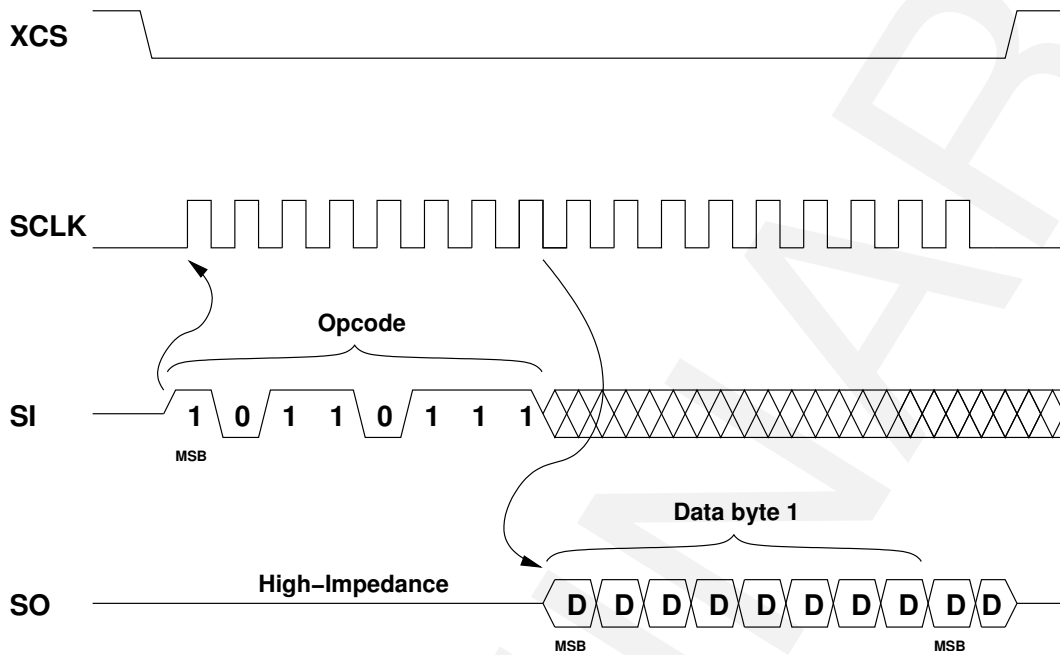 XCS
SCLK
Opcode
SI 1 0 1 1 0 1 1 1
MSB
Data byte 1
High−Impedance
SO D D D D D D D D D D
MSB MSB